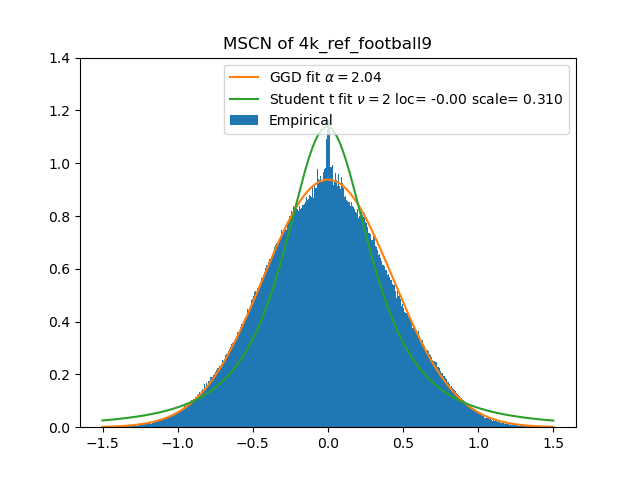 MSCN of 4k_ref_football9
GGD fit α = 2.04
Student t fit ν = 2 loc= -0.00 scale= 0.310
Empirical
1.4
1.2
1.0
0.8
0.6
0.4
0.2
0.0
−1.5 −1.0 −0.5 0.0 0.5 1.0 1.5